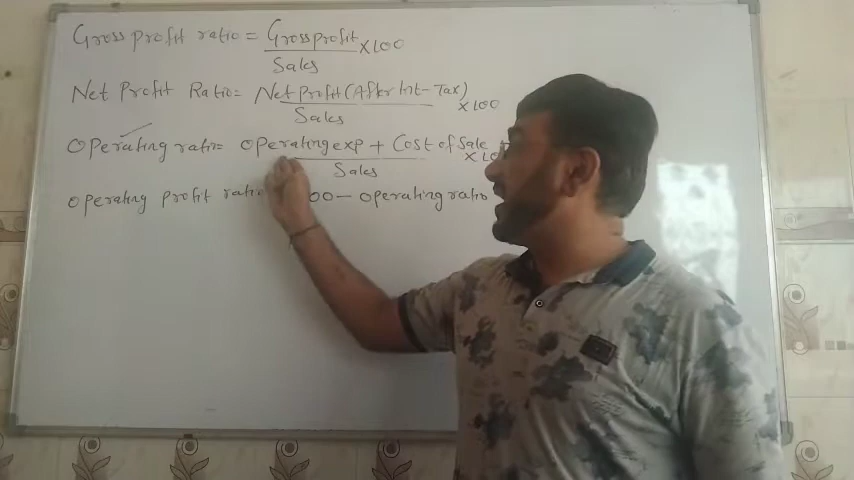 Gross profit ratio = Gross profit / Sales × 100
Net Profit Ratio = Net Profit (After Int - Tax) / Sales × 100
Operating ratio = Operating exp + Cost of Sale / Sales × 100
Operating profit ratio 00 - Operating ratio